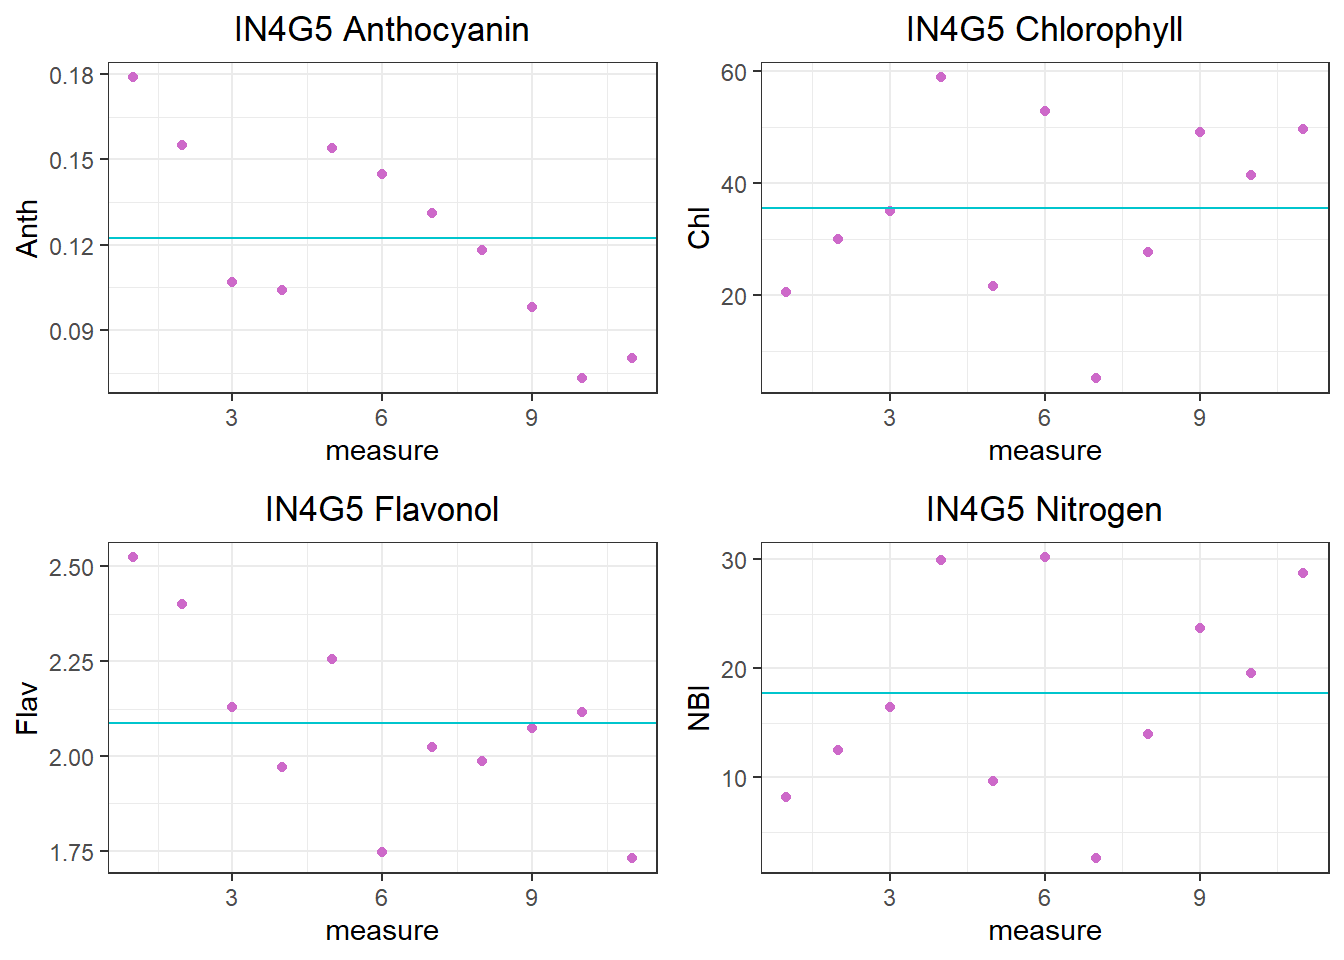 IN4G5 Anthocyanin
Anth
0.18
0.15
0.12
0.09
3 6 9
measure
IN4G5 Chlorophyll
Chl
60
40
20
3 6 9
measure
IN4G5 Flavonol
Flav
2.50
2.25
2.00
1.75
3 6 9
measure
IN4G5 Nitrogen
NBI
30
20
10
3 6 9
measure